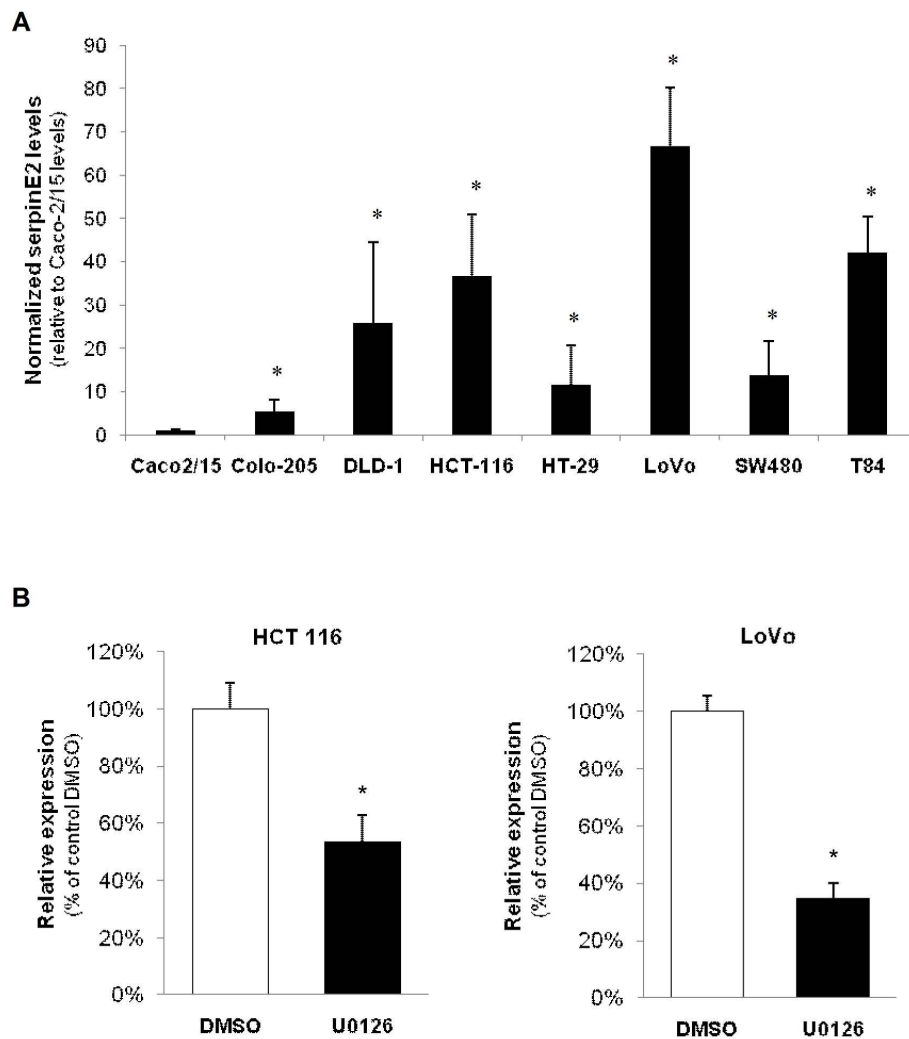 A
Normalized serpinE2 levels
(relative to Caco-2/15 levels)
90
80
70
60
50
40
30
20
10
0
* * * * * * *
Caco2/15 Colo-205 DLD-1 HCT-116 HT-29 LoVo SW480 T84
B
HCT 116
Relative expression
(% of control DMSO)
120%
100%
80%
60%
40%
20%
0%
*
DMSO U0126
LoVo
Relative expression
(% of control DMSO)
120%
100%
80%
60%
40%
20%
0%
*
DMSO U0126